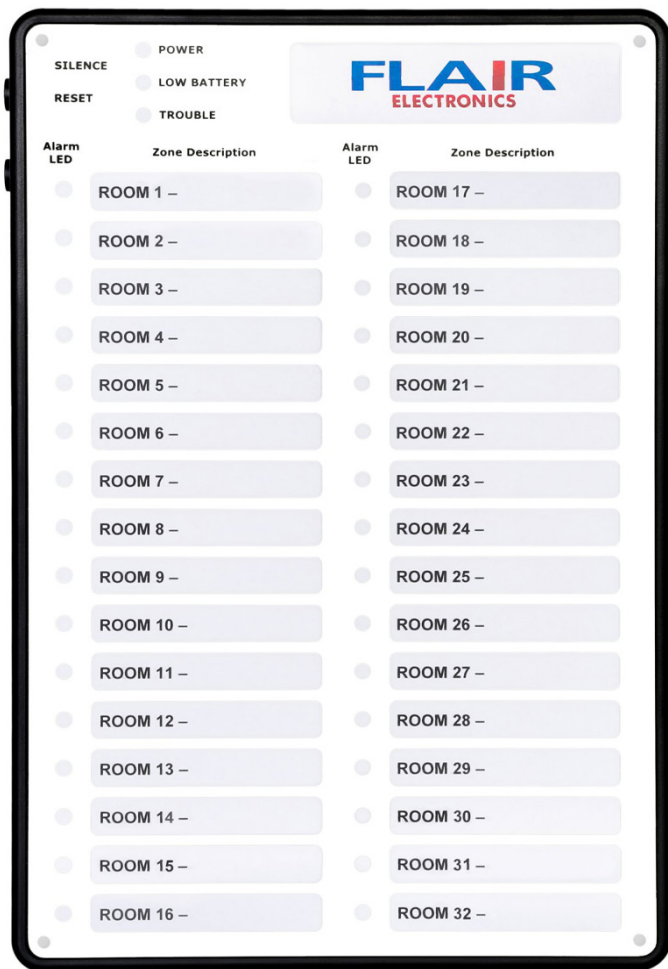 SILENCE
RESET
POWER
LOW BATTERY
TROUBLE
FLAIR
ELECTRONICS
Alarm
LED
Zone Description
ROOM 1 –
ROOM 2 –
ROOM 3 –
ROOM 4 –
ROOM 5 –
ROOM 6 –
ROOM 7 –
ROOM 8 –
ROOM 9 –
ROOM 10 –
ROOM 11 –
ROOM 12 –
ROOM 13 –
ROOM 14 –
ROOM 15 –
ROOM 16 –
Alarm
LED
Zone Description
ROOM 17 –
ROOM 18 –
ROOM 19 –
ROOM 20 –
ROOM 21 –
ROOM 22 –
ROOM 23 –
ROOM 24 –
ROOM 25 –
ROOM 26 –
ROOM 27 –
ROOM 28 –
ROOM 29 –
ROOM 30 –
ROOM 31 –
ROOM 32 –